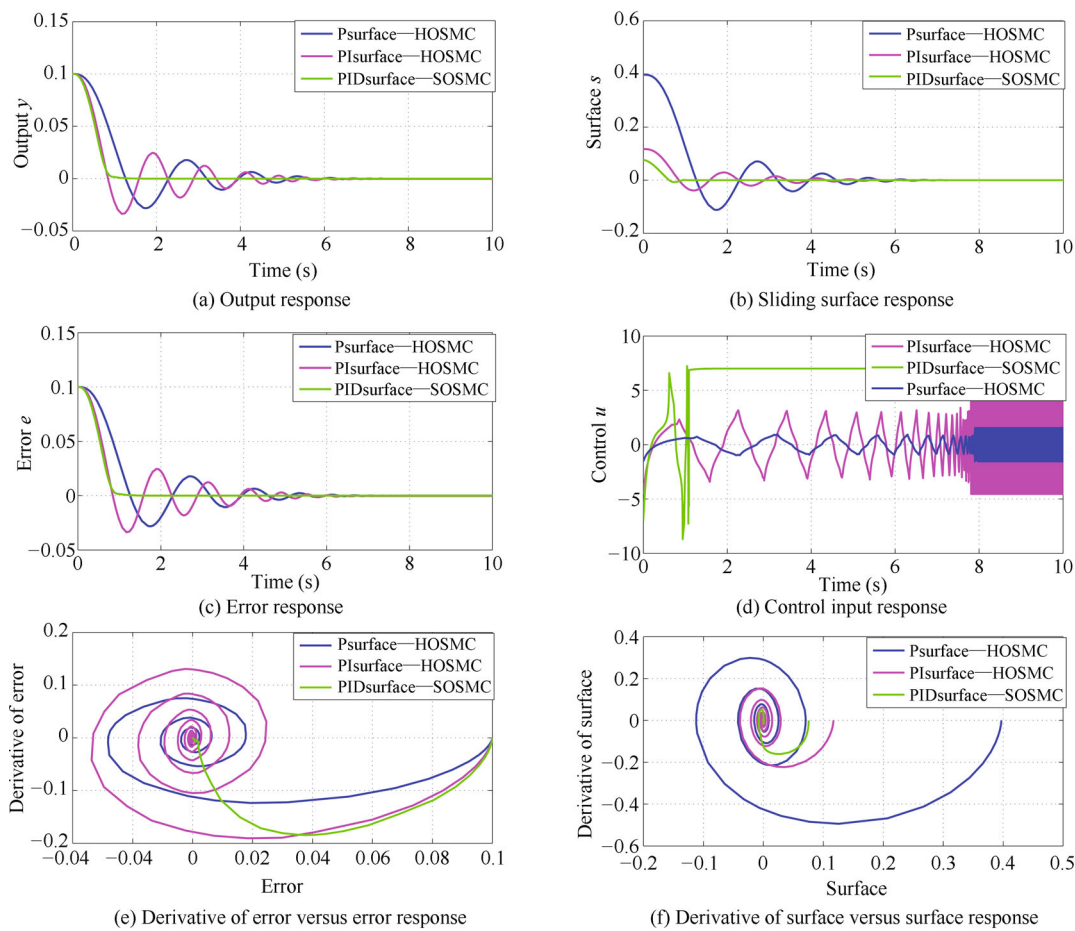 0.15
0.1
0.05
0
−0.05
Output y
Psurface—HOSMC
PIsurface—HOSMC
PIDsurface—SOSMC
0 2 4 6 8 10
Time (s)
(a) Output response
0.6
0.4
0.2
0
−0.2
Surface s
Psurface—HOSMC
PIsurface—HOSMC
PIDsurface—SOSMC
0 2 4 6 8 10
Time (s)
(b) Sliding surface response
0.15
0.1
0.05
0
−0.05
Error e
Psurface—HOSMC
PIsurface—HOSMC
PIDsurface—SOSMC
0 2 4 6 8 10
Time (s)
(c) Error response
10
5
0
−5
−10
Control u
PIsurface—HOSMC
PIDsurface—SOSMC
Psurface—HOSMC
0 2 4 6 8 10
Time (s)
(d) Control input response
0.2
0.1
0
−0.1
−0.2
Derivative of error
Psurface—HOSMC
PIsurface—HOSMC
PIDsurface—SOSMC
−0.04 −0.04 0 0.02 0.04 0.06 0.08 0.1
Error
(e) Derivative of error versus error response
0.4
0.2
0
−0.2
−0.4
−0.6
Derivative of surface
Psurface—HOSMC
PIsurface—HOSMC
PIDsurface—SOSMC
−0.2 −0.1 0 0.1 0.2 0.3 0.4 0.5
Surface
(f) Derivative of surface versus surface response